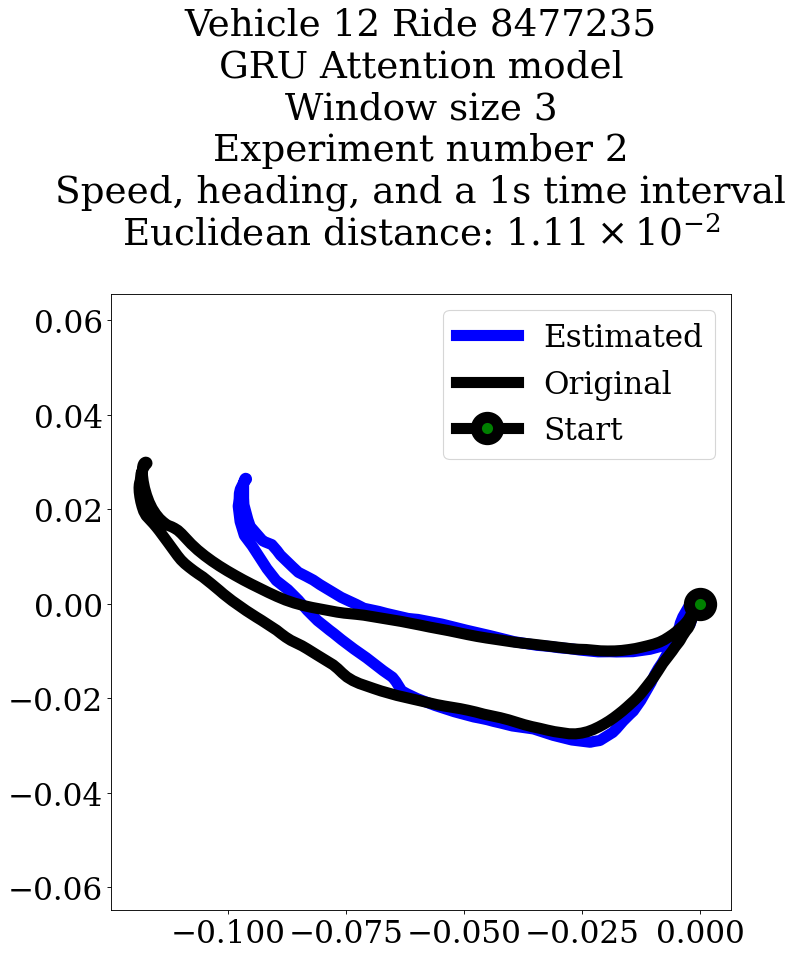 Vehicle 12 Ride 8477235
GRU Attention model
Window size 3
Experiment number 2
Speed, heading, and a 1s time interval
Euclidean distance: 1.11 × 10⁻²
Estimated
Original
Start
0.06
0.04
0.02
0.00
−0.02
−0.04
−0.06
−0.100 −0.075 −0.050 −0.025 0.000